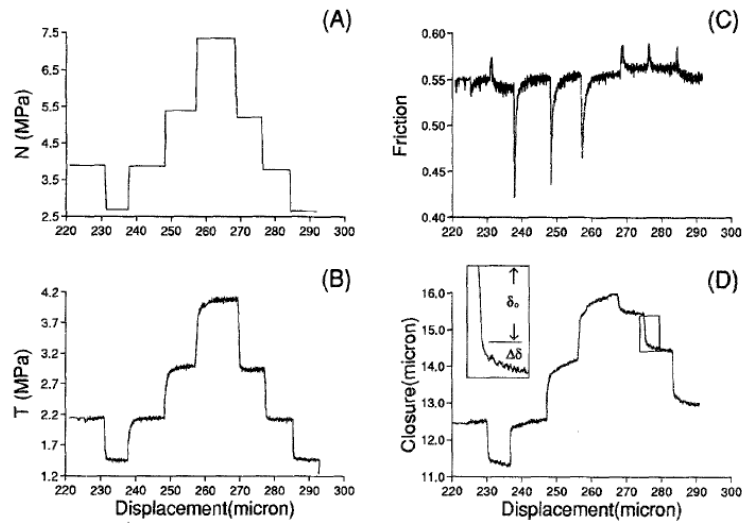 (A)
N (MPa)
7.5
6.5
5.5
4.5
3.5
2.5
220 230 240 250 260 270 280 290 300
(C)
Friction
0.60
0.55
0.50
0.45
0.40
220 230 240 250 260 270 280 290 300
Displacement(micron)
(B)
T (MPa)
4.2
3.7
3.2
2.7
2.2
1.7
1.2
220 230 240 250 260 270 280 290 300
Displacement(micron)
(D)
Closure(micron)
16.0
15.0
14.0
13.0
12.0
11.0
δₒ
Δδ
220 230 240 250 260 270 280 290 300
Displacement(micron)